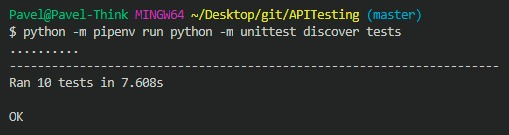 Pavel@Pavel-Think MINGW64 ~/Desktop/git/APITesting (master)
$ python -m pipenv run python -m unittest discover tests
..........
----------------------------------------------------------------------
Ran 10 tests in 7.608s

OK